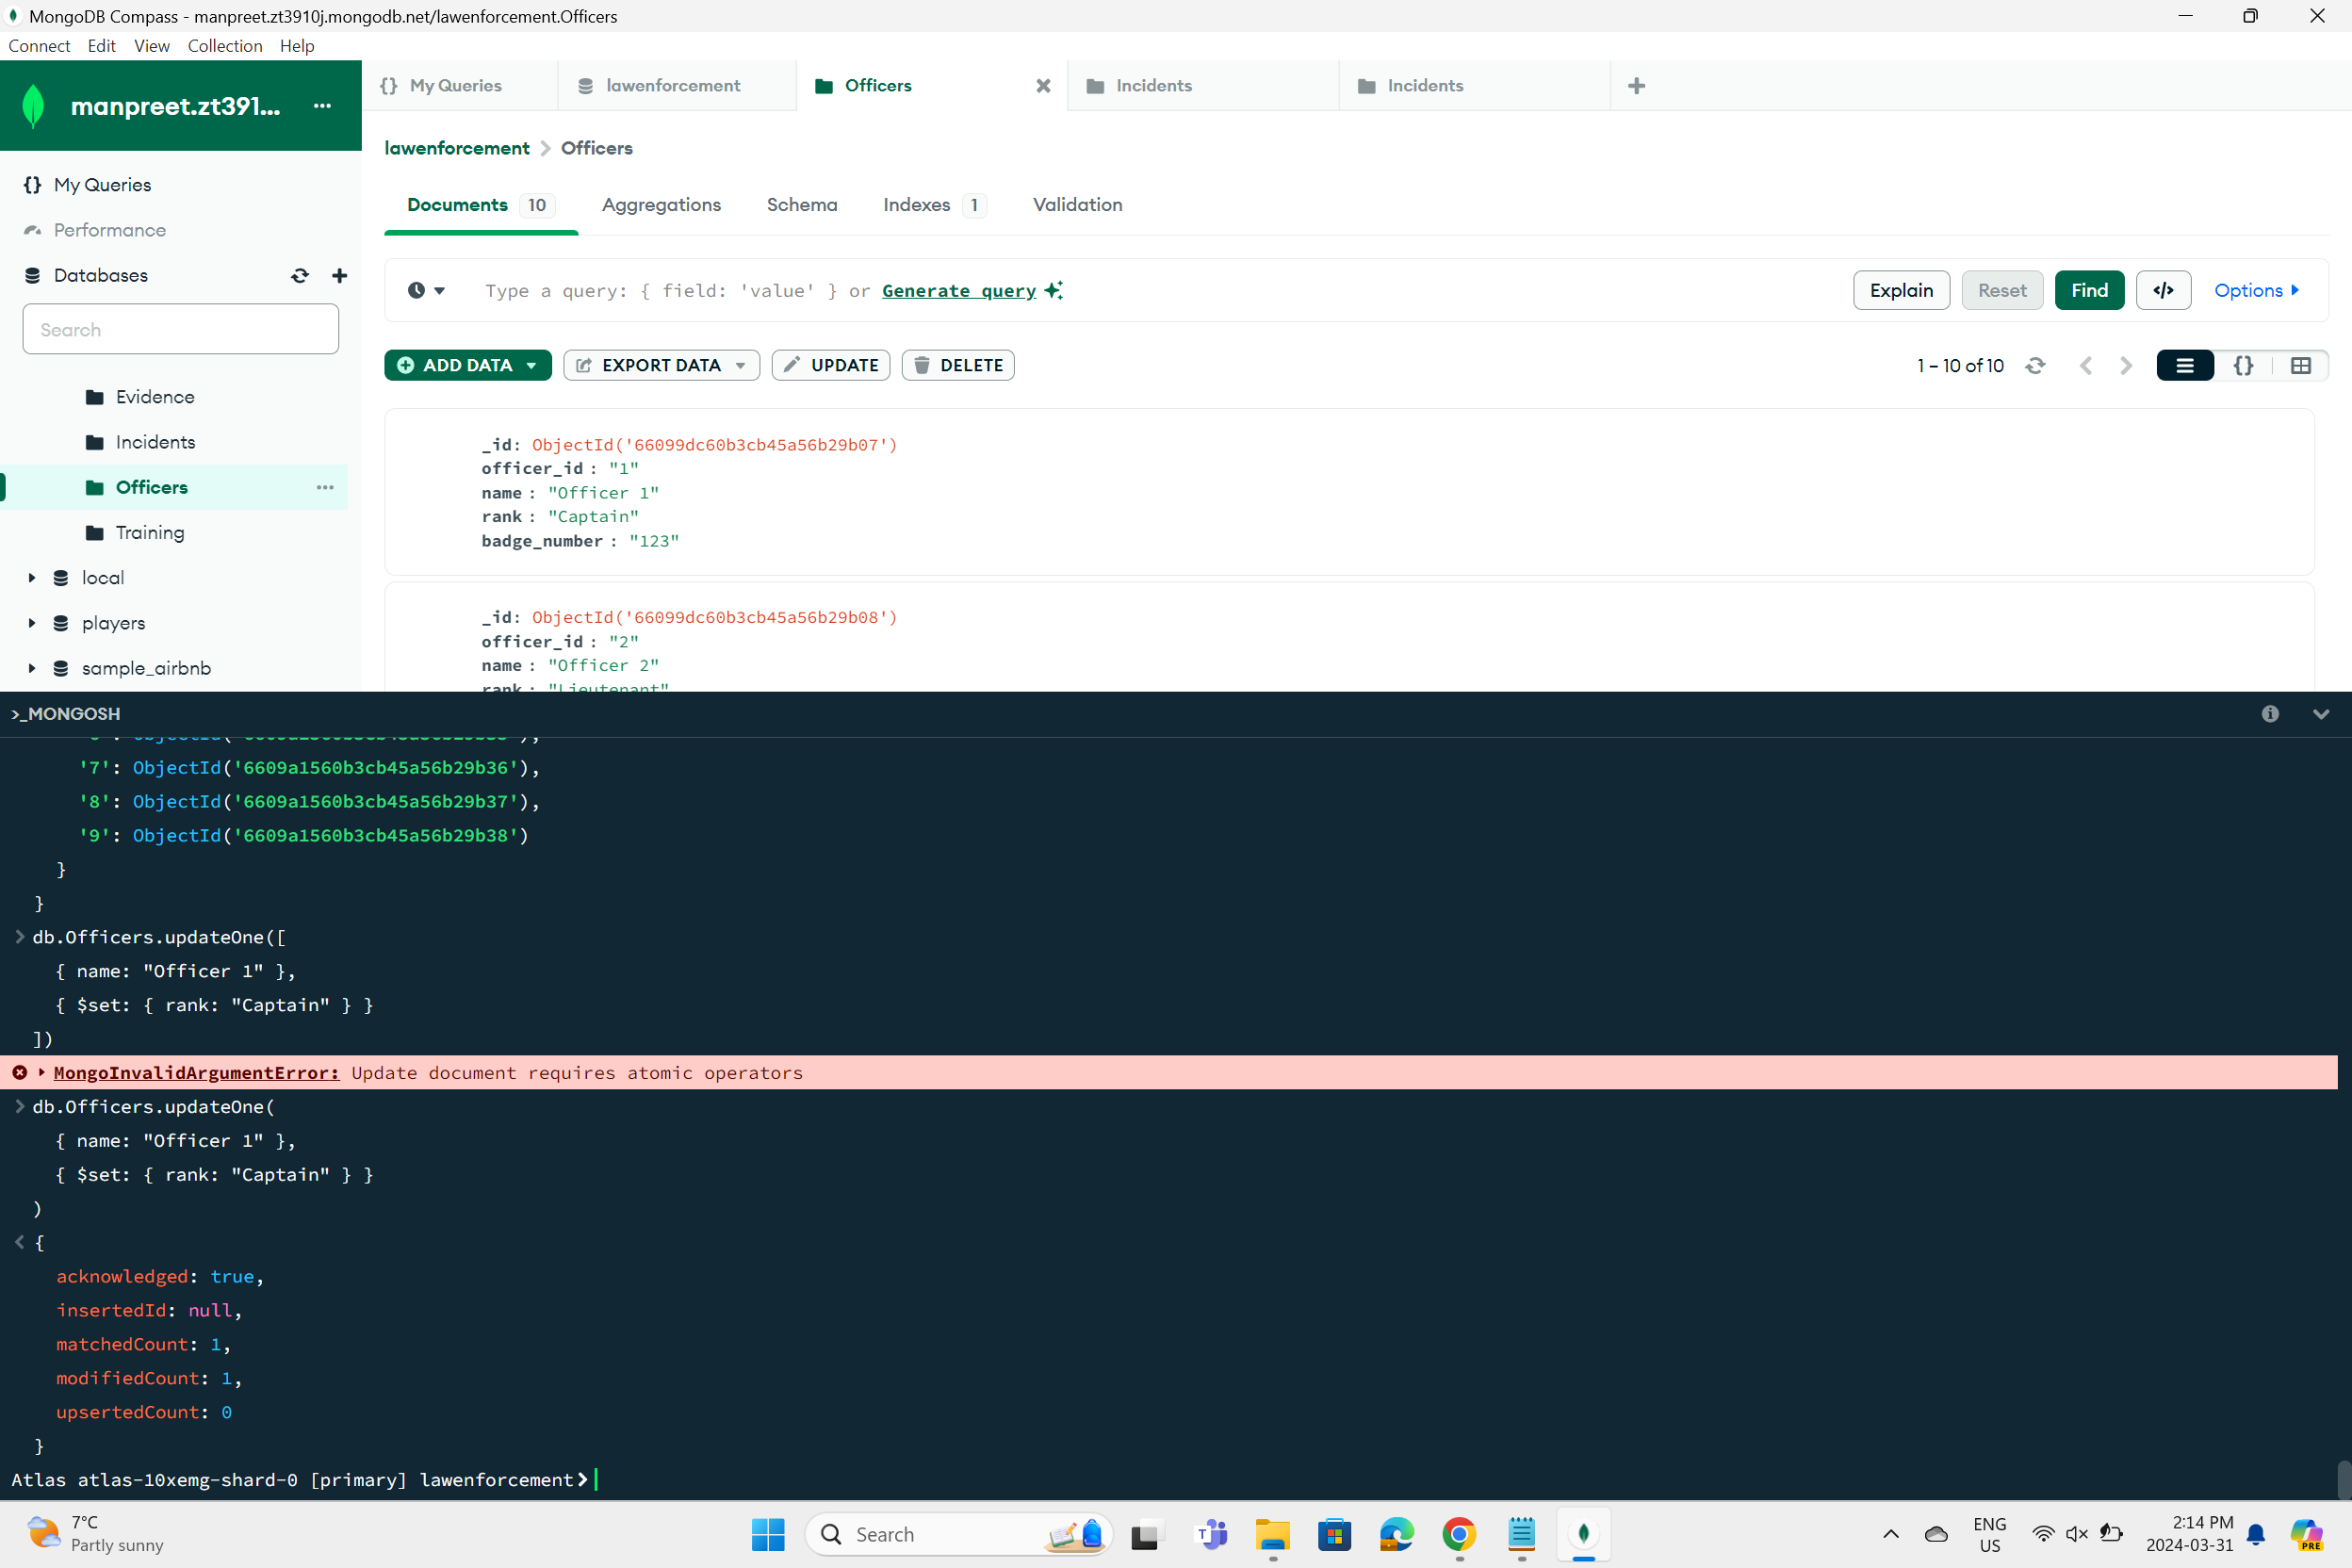 MongoDB Compass - manpreet.zt3910j.mongodb.net/lawenforcement.Officers
Connect Edit View Collection Help
manpreet.zt391... ...
{} My Queries
lawenforcement
Officers
Incidents
Incidents
lawenforcement > Officers
{} My Queries
Performance
Databases
Search
Evidence
Incidents
Officers ...
Training
local
players
sample_airbnb
Documents 10 Aggregations Schema Indexes 1 Validation
Type a query: { field: 'value' } or Generate query
Explain Reset Find </> Options
ADD DATA EXPORT DATA UPDATE DELETE
1 – 10 of 10
{}
_id: ObjectId('66099dc60b3cb45a56b29b07')
officer_id : "1"
name : "Officer 1"
rank : "Captain"
badge_number : "123"
_id: ObjectId('66099dc60b3cb45a56b29b08')
officer_id : "2"
name : "Officer 2"
rank : "Lieutenant"
>_MONGOSH
'7': ObjectId('6609a1560b3cb45a56b29b36'),
'8': ObjectId('6609a1560b3cb45a56b29b37'),
'9': ObjectId('6609a1560b3cb45a56b29b38')
}
}
> db.Officers.updateOne([
{ name: "Officer 1" },
{ $set: { rank: "Captain" } }
])
MongoInvalidArgumentError: Update document requires atomic operators
> db.Officers.updateOne(
{ name: "Officer 1" },
{ $set: { rank: "Captain" } }
)
< {
acknowledged: true,
insertedId: null,
matchedCount: 1,
modifiedCount: 1,
upsertedCount: 0
}
Atlas atlas-10xemg-shard-0 [primary] lawenforcement>
7°C
Partly sunny
Search
ENG
US
2:14 PM
2024-03-31
PRE